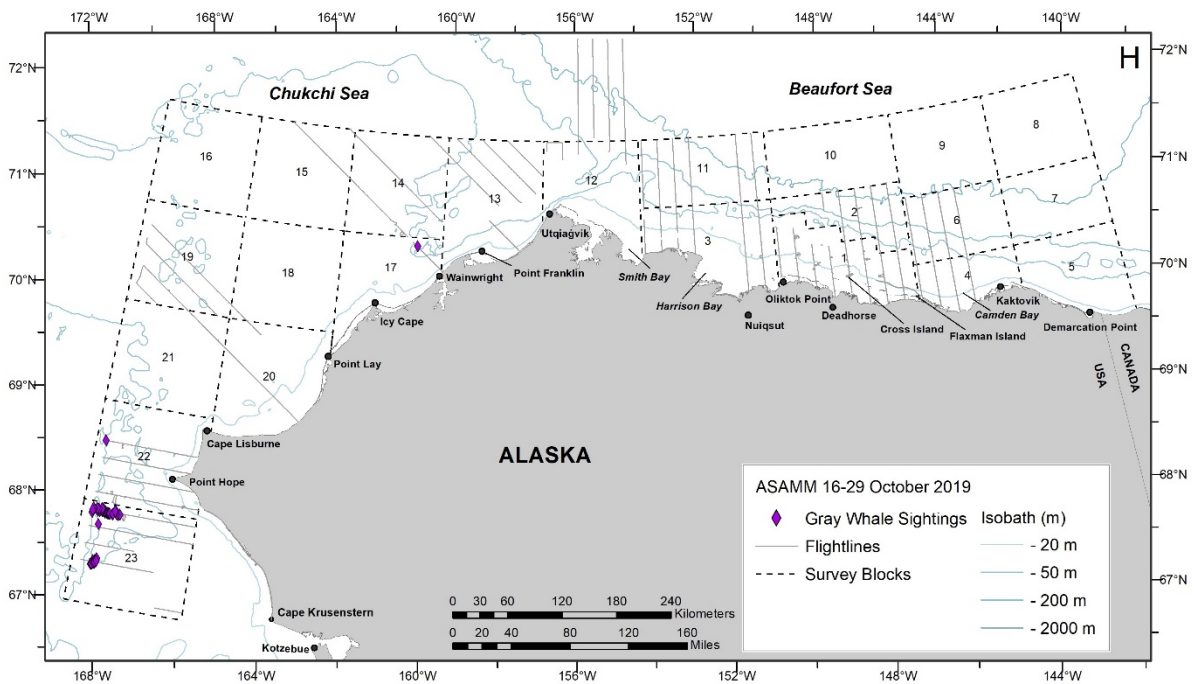 172°W 168°W 164°W 160°W 156°W 152°W 148°W 144°W 140°W
H
72°N 72°N
Chukchi Sea Beaufort Sea
71°N 71°N
70°N 70°N
69°N 69°N
68°N 68°N
67°N 67°N
16 15 14 13 12 11 10 9 8
19 18 17 3 2 1 6 7
4 5
21 20
22
23
Utqiaġvik
Point Franklin
Wainwright
Smith Bay
Harrison Bay
Icy Cape
Oliktok Point
Nuiqsut
Deadhorse
Cross Island
Flaxman Island
Camden Bay
Kaktovik
Demarcation Point
USA
CANADA
Point Lay
Cape Lisburne
Point Hope
ALASKA
Cape Krusenstern
Kotzebue
ASAMM 16-29 October 2019
Gray Whale Sightings
Flightlines
Survey Blocks
Isobath (m)
- 20 m
- 50 m
- 200 m
- 2000 m
0 30 60 120 180 240
Kilometers
0 20 40 80 120 160
Miles
168°W 164°W 160°W 156°W 152°W 148°W 144°W